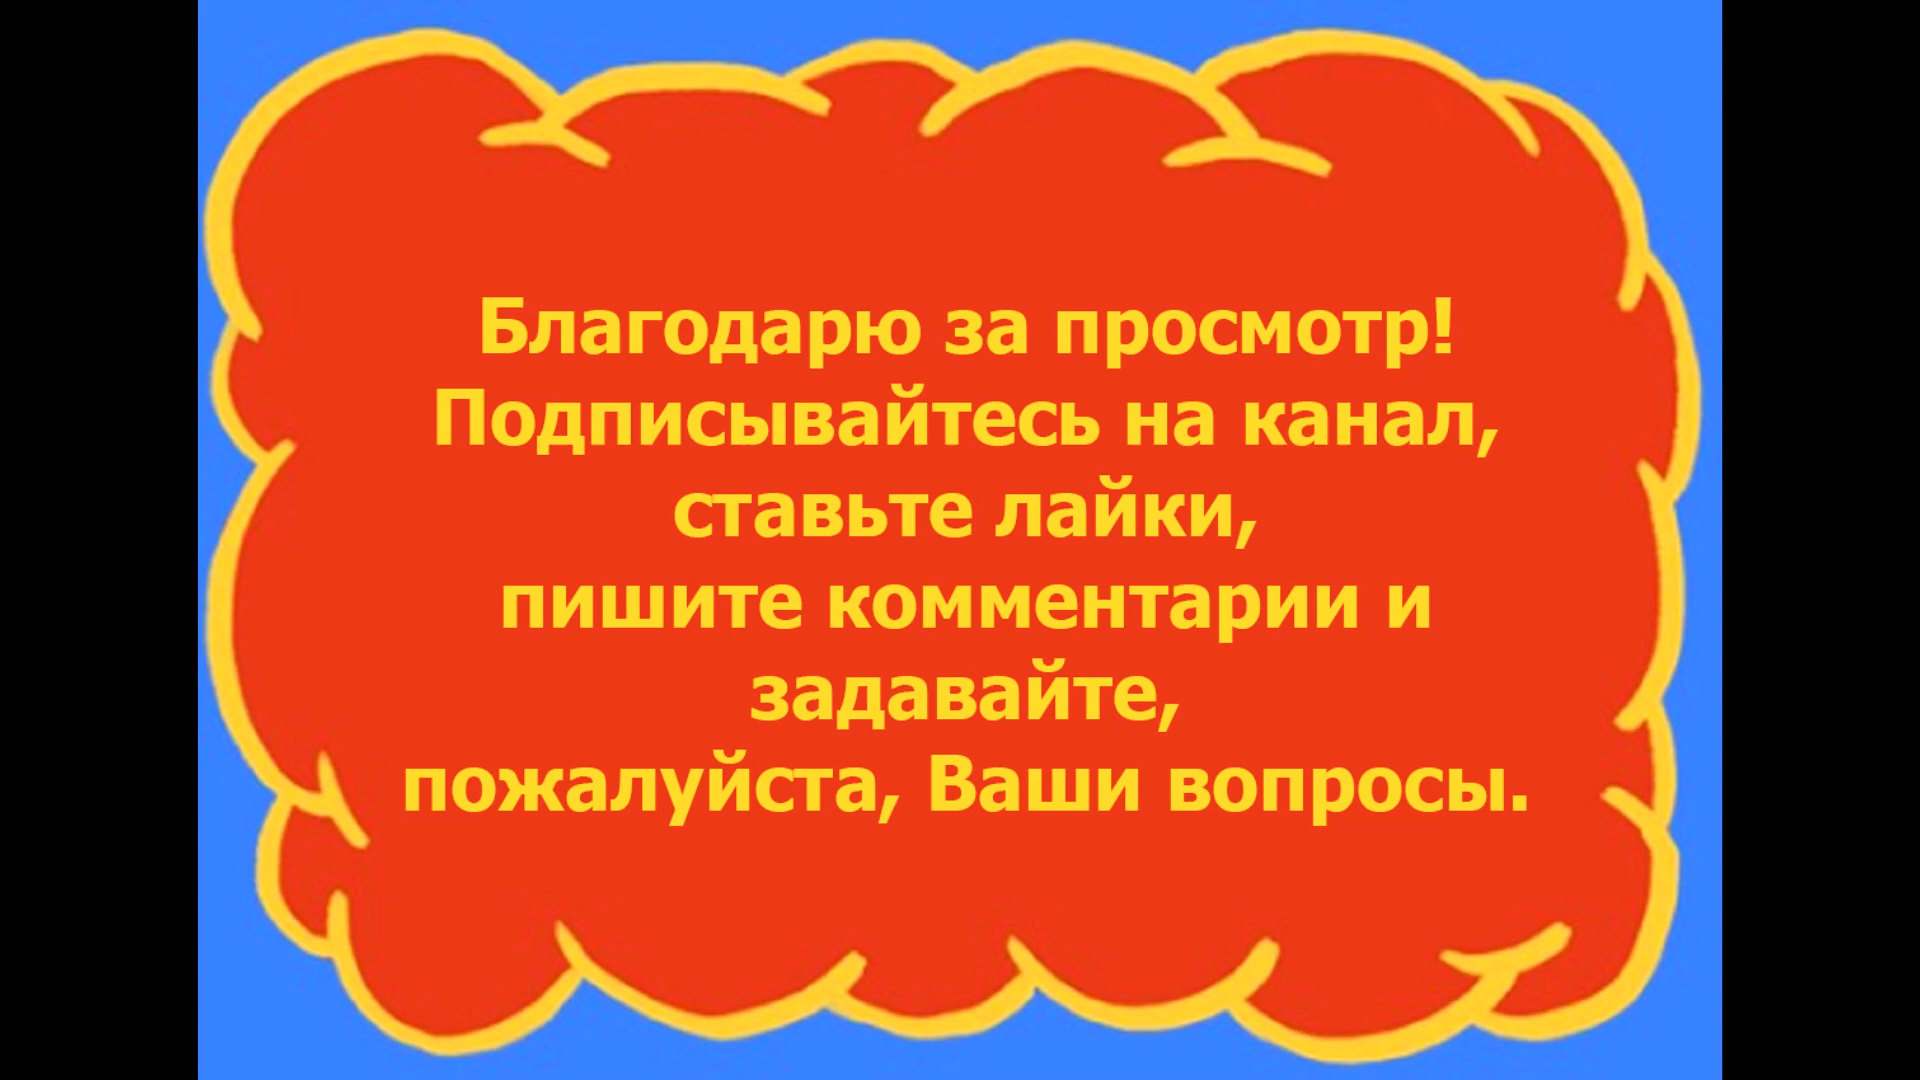 Благодарю за просмотр!
Подписывайтесь на канал,
ставьте лайки,
пишите комментарии и
задавайте,
пожалуйста, Ваши вопросы.